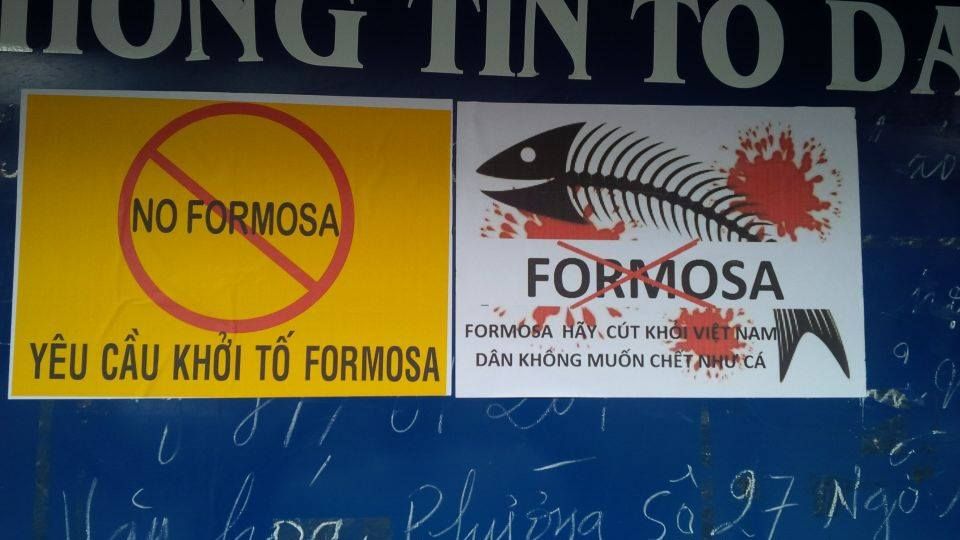 HÔNG TIN TỔ DÂ
NO FORMOSA
YÊU CẦU KHỞI TỐ FORMOSA
FORMOSA
FORMOSA HÃY CÚT KHỎI VIỆT NAM
DÂN KHÔNG MUỐN CHẾT NHƯ CÁ
Văn hoá Phường Số 27 Ngõ